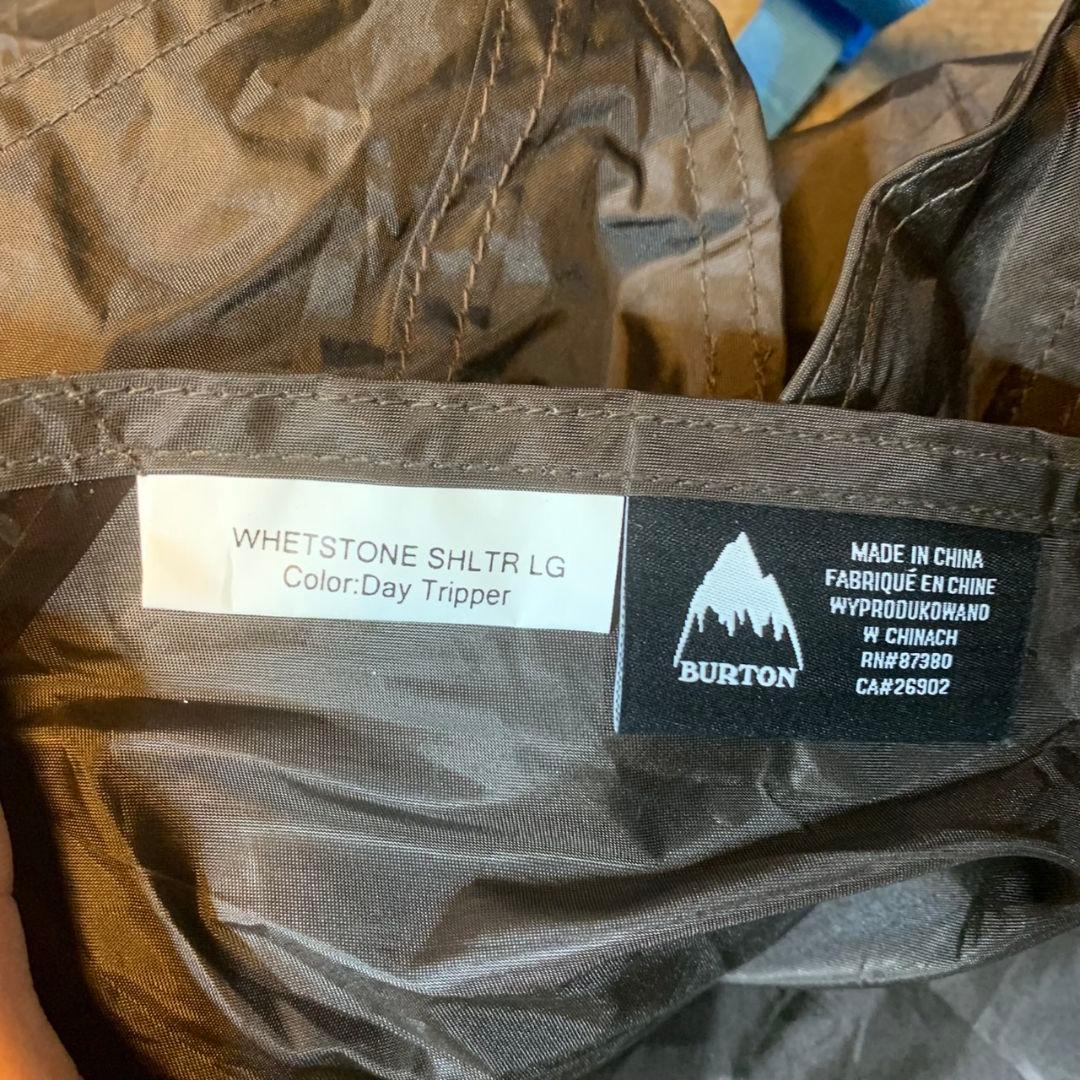 WHETSTONE SHLTR LG
Color:Day Tripper
BURTON
MADE IN CHINA
FABRIQUÉ EN CHINE
WYPRODUKOWANO
W CHINACH
RN#87380
CA#26902